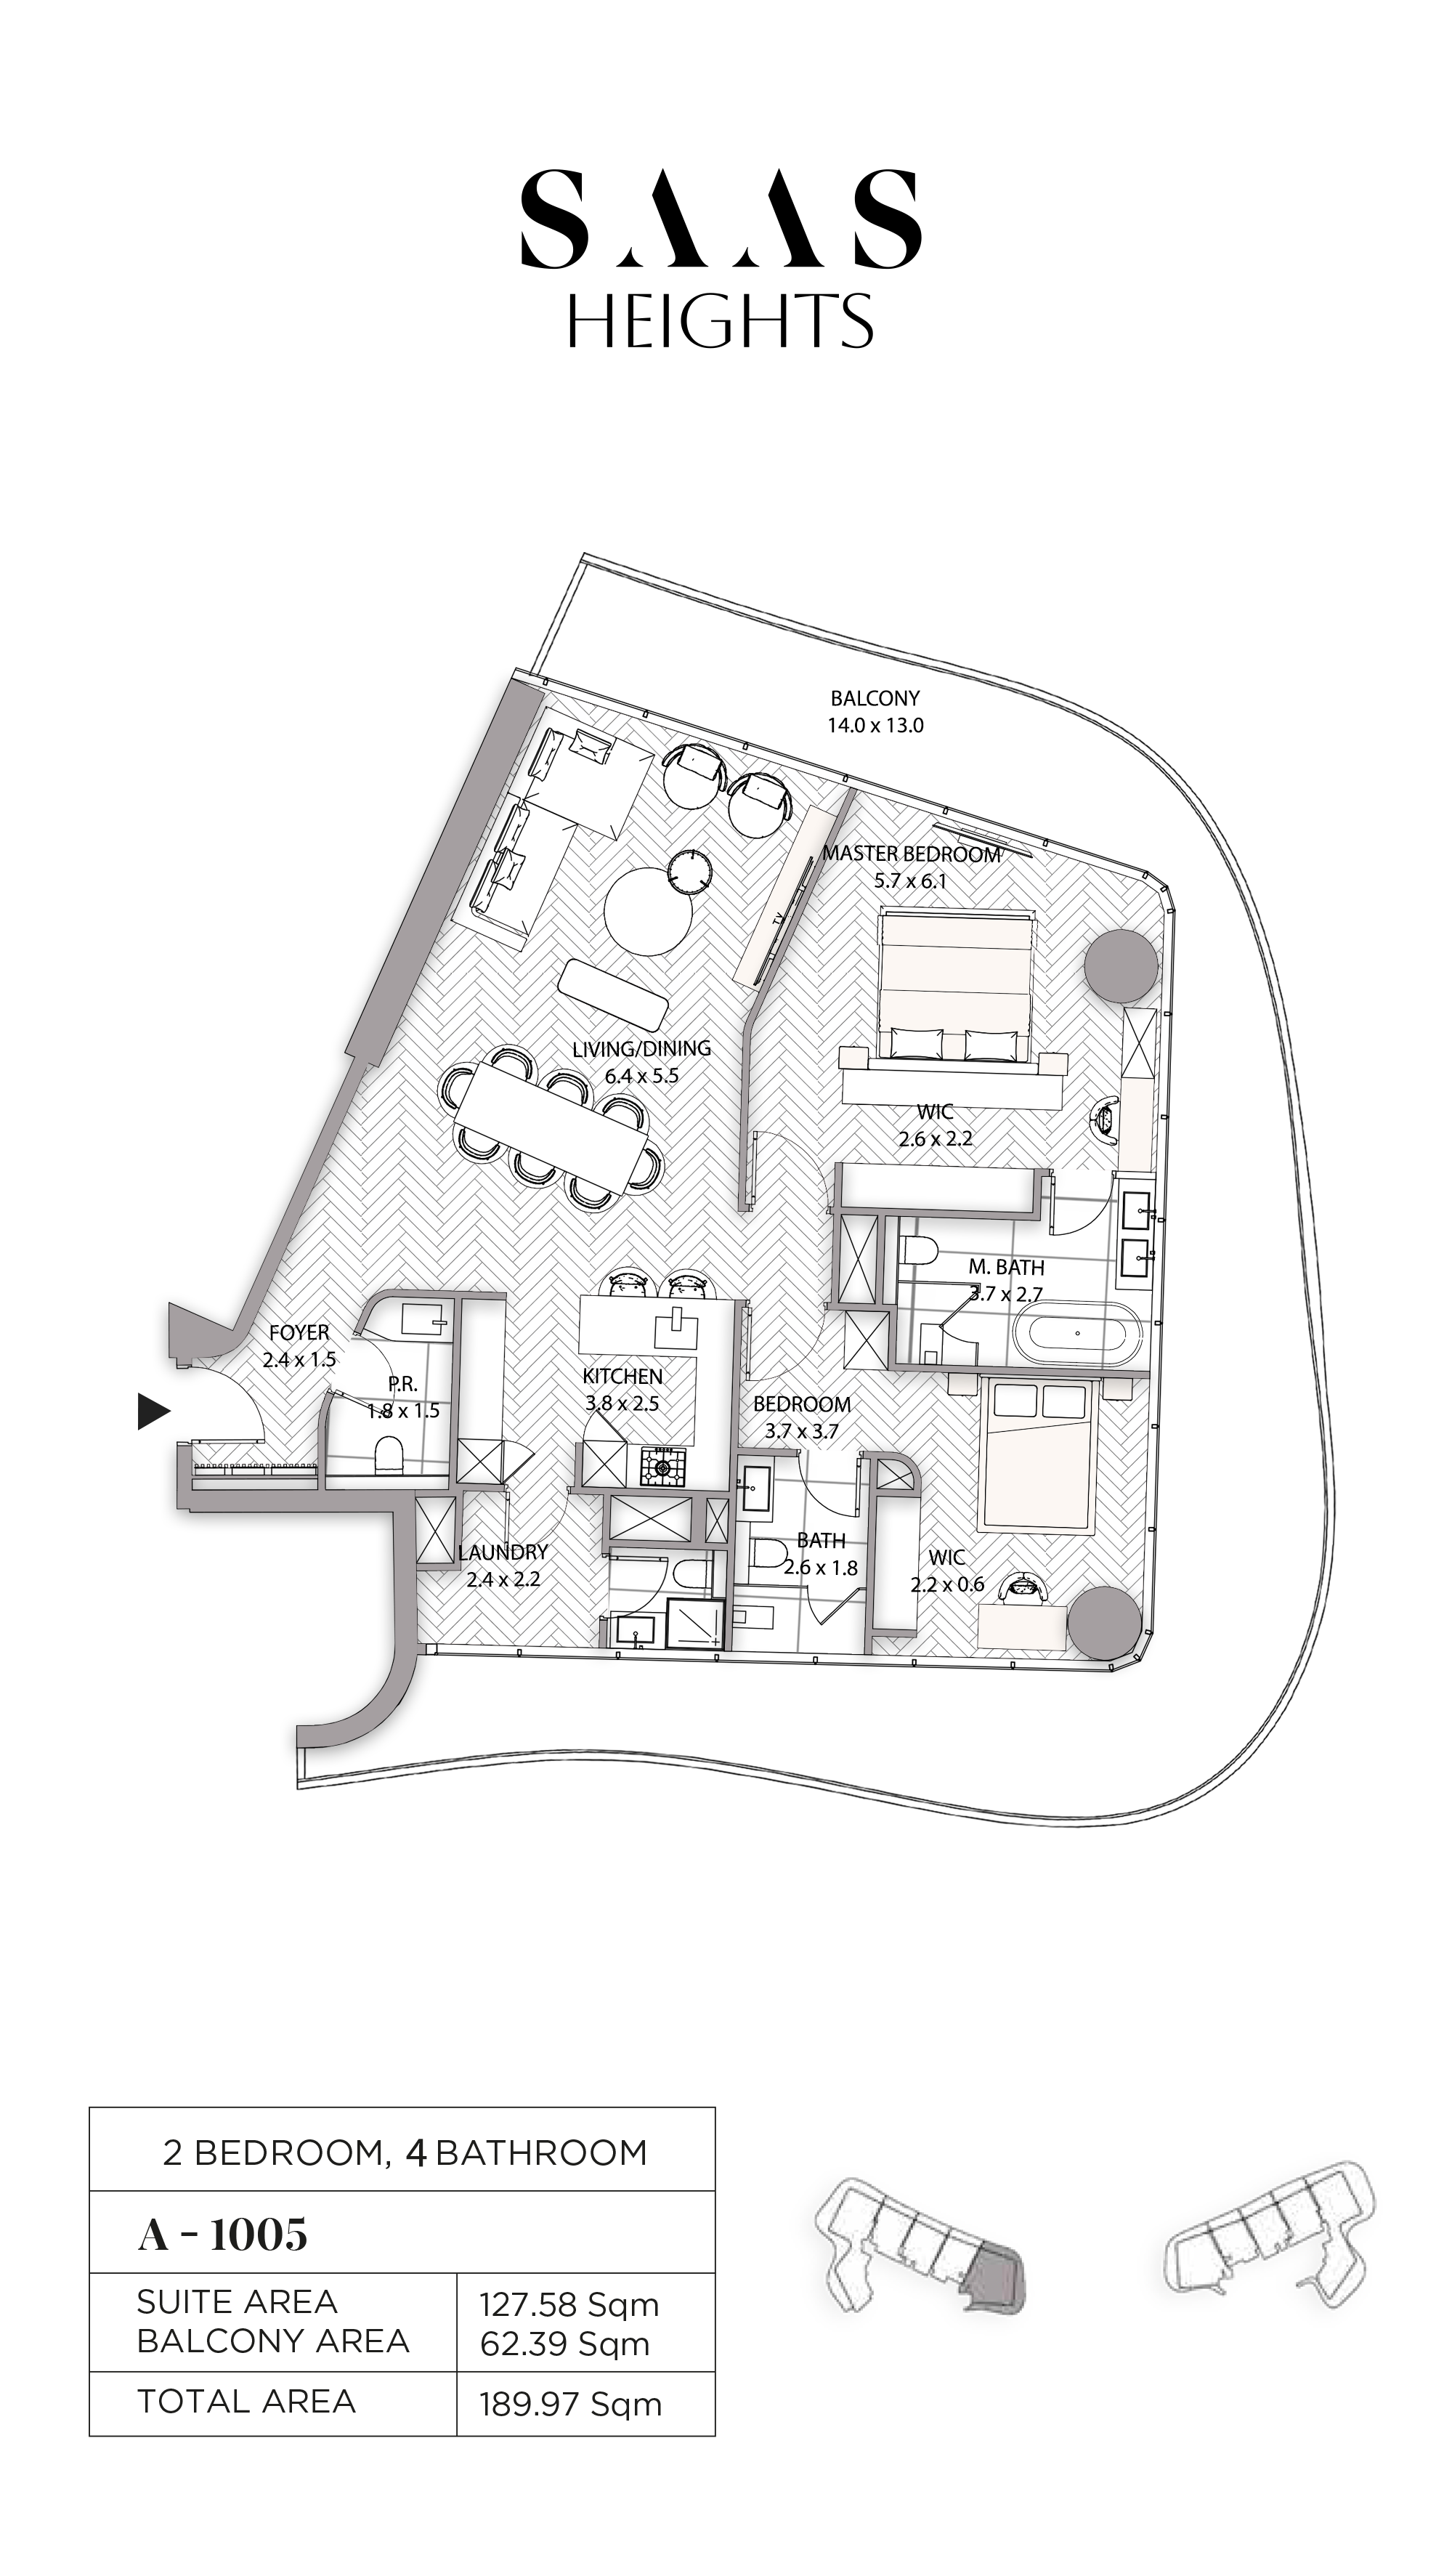 SAAS
HEIGHTS
BALCONY
14.0 x 13.0
MASTER BEDROOM
5.7 x 6.1
TV
LIVING/DINING
6.4 x 5.5
WIC
2.6 x 2.2
M. BATH
3.7 x 2.7
FOYER
2.4 x 1.5
P.R.
1.8 x 1.5
KITCHEN
3.8 x 2.5
BEDROOM
3.7 x 3.7
LAUNDRY
2.4 x 2.2
BATH
2.6 x 1.8
WIC
2.2 x 0.6
2 BEDROOM, 4 BATHROOM
A - 1005
SUITE AREA 127.58 Sqm
BALCONY AREA 62.39 Sqm
TOTAL AREA 189.97 Sqm